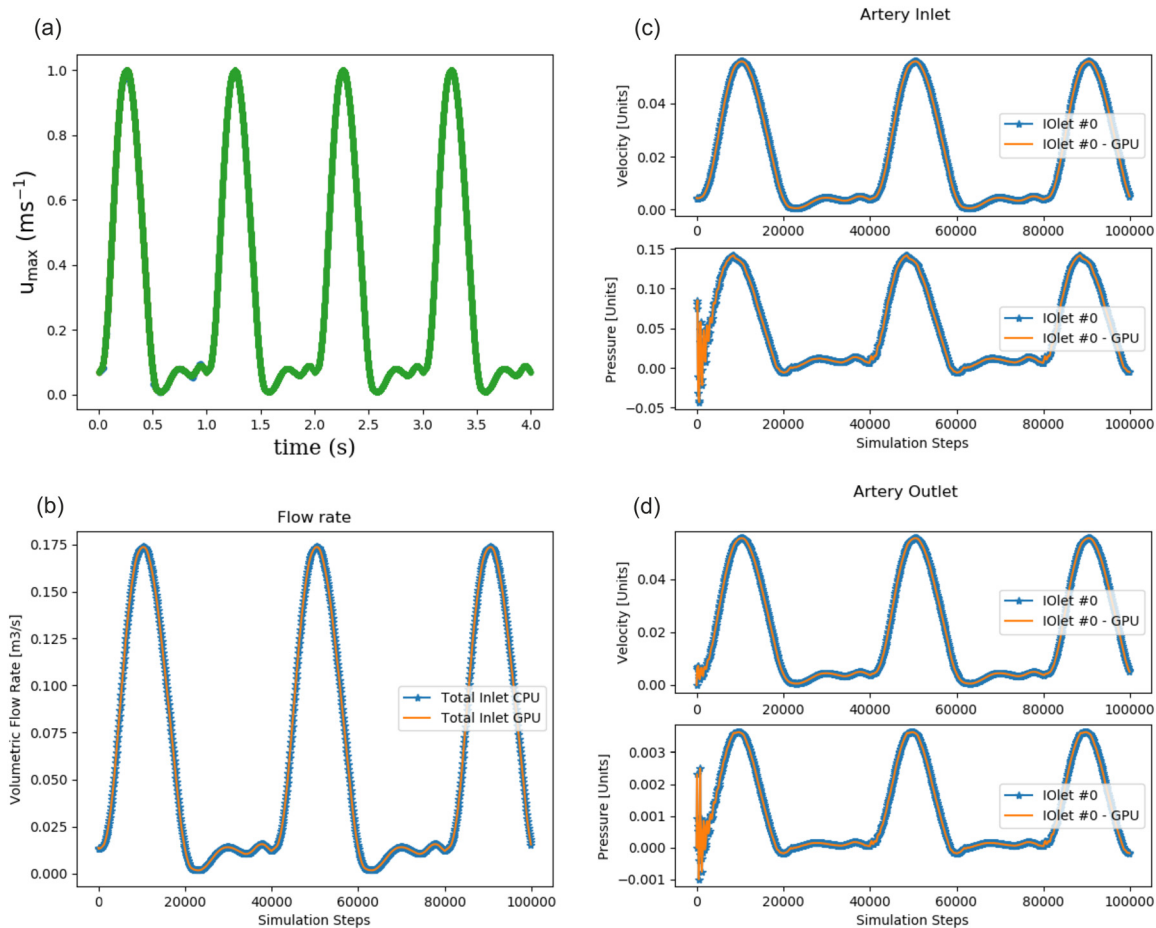 (a)
1.0
0.8
0.6
0.4
0.2
0.0
u_max (ms⁻¹)
0.0 0.5 1.0 1.5 2.0 2.5 3.0 3.5 4.0
time (s)
(c)
Artery Inlet
0.04
0.02
0.00
Velocity [Units]
IOlet #0
IOlet #0 - GPU
0 20000 40000 60000 80000 100000
0.15
0.10
0.05
0.00
−0.05
Pressure [Units]
IOlet #0
IOlet #0 - GPU
0 20000 40000 60000 80000 100000
Simulation Steps
(b)
Flow rate
0.175
0.150
0.125
0.100
0.075
0.050
0.025
0.000
Volumetric Flow Rate [m3/s]
Total Inlet CPU
Total Inlet GPU
0 20000 40000 60000 80000 100000
Simulation Steps
(d)
Artery Outlet
0.04
0.02
0.00
Velocity [Units]
IOlet #0
IOlet #0 - GPU
0 20000 40000 60000 80000 100000
0.003
0.002
0.001
0.000
−0.001
Pressure [Units]
IOlet #0
IOlet #0 - GPU
0 20000 40000 60000 80000 100000
Simulation Steps